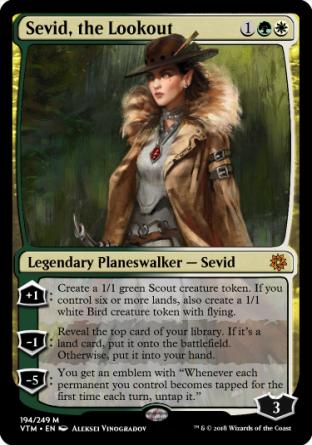 Sevid, the Lookout 1
Legendary Planeswalker — Sevid
+1: Create a 1/1 green Scout creature token. If you
control six or more lands, also create a 1/1
white Bird creature token with flying.
-1: Reveal the top card of your library. If it's a
land card, put it onto the battlefield.
Otherwise, put it into your hand.
-5: You get an emblem with “Whenever each
permanent you control becomes tapped for the
first time each turn, untap it.”
3
194/249 M
VTM • EN Aleksei Vinogradov ™ & © 2018 Wizards of the Coast